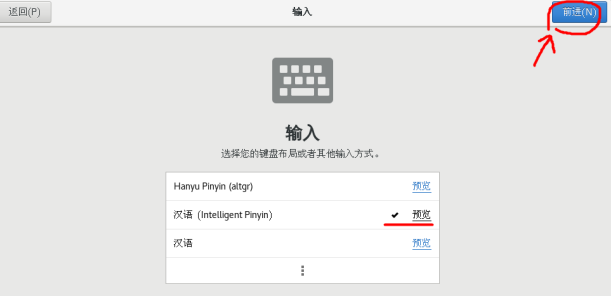 返回(P) 输入 前进(N)
输入
选择您的键盘布局或者其他输入方式。
Hanyu Pinyin (altgr) 预览
汉语 (Intelligent Pinyin) ✔ 预览
汉语 预览